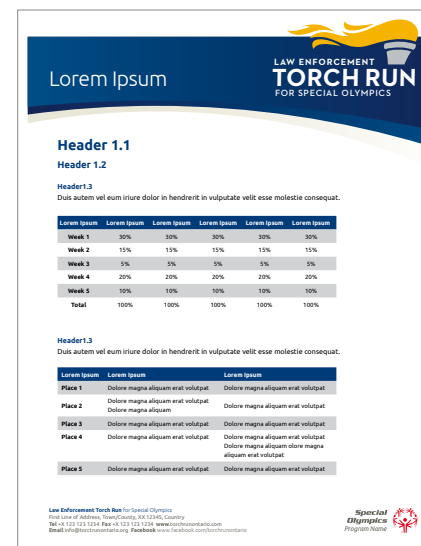 Lorem Ipsum
LAW ENFORCEMENT
TORCH RUN
FOR SPECIAL OLYMPICS
Header 1.1
Header 1.2
Header1.3
Duis autem vel eum iriure dolor in hendrerit in vulputate velit esse molestie consequat.
Lorem Ipsum Lorem Ipsum Lorem Ipsum Lorem Ipsum Lorem Ipsum Lorem Ipsum
Week 1 30% 30% 30% 30% 30%
Week 2 15% 15% 15% 15% 15%
Week 3 5% 5% 5% 5% 5%
Week 4 20% 20% 20% 20% 20%
Week 5 10% 10% 10% 10% 10%
Total 100% 100% 100% 100% 100%
Header1.3
Duis autem vel eum iriure dolor in hendrerit in vulputate velit esse molestie consequat.
Lorem Ipsum Lorem Ipsum Lorem Ipsum
Place 1 Dolore magna aliquam erat volutpat Dolore magna aliquam erat volutpat
Place 2 Dolore magna aliquam erat volutpat Dolore magna aliquam erat volutpat
Dolore magna aliquam
Place 3 Dolore magna aliquam erat volutpat Dolore magna aliquam erat volutpat
Place 4 Dolore magna aliquam erat volutpat Dolore magna aliquam erat volutpat
Dolore magna aliquam olore magna
aliquam erat volutpat
Place 5 Dolore magna aliquam erat volutpat Dolore magna aliquam erat volutpat
Law Enforcement Torch Run for Special Olympics
First Line of Address, Town/County, XX 12345, Country
Tel +X 123 123 1234 Fax +X 123 123 1234 www.torchrunontario.com
Email info@torchrunontario.org Facebook www.facebook.com/torchrunontario
Special
Olympics
Program Name